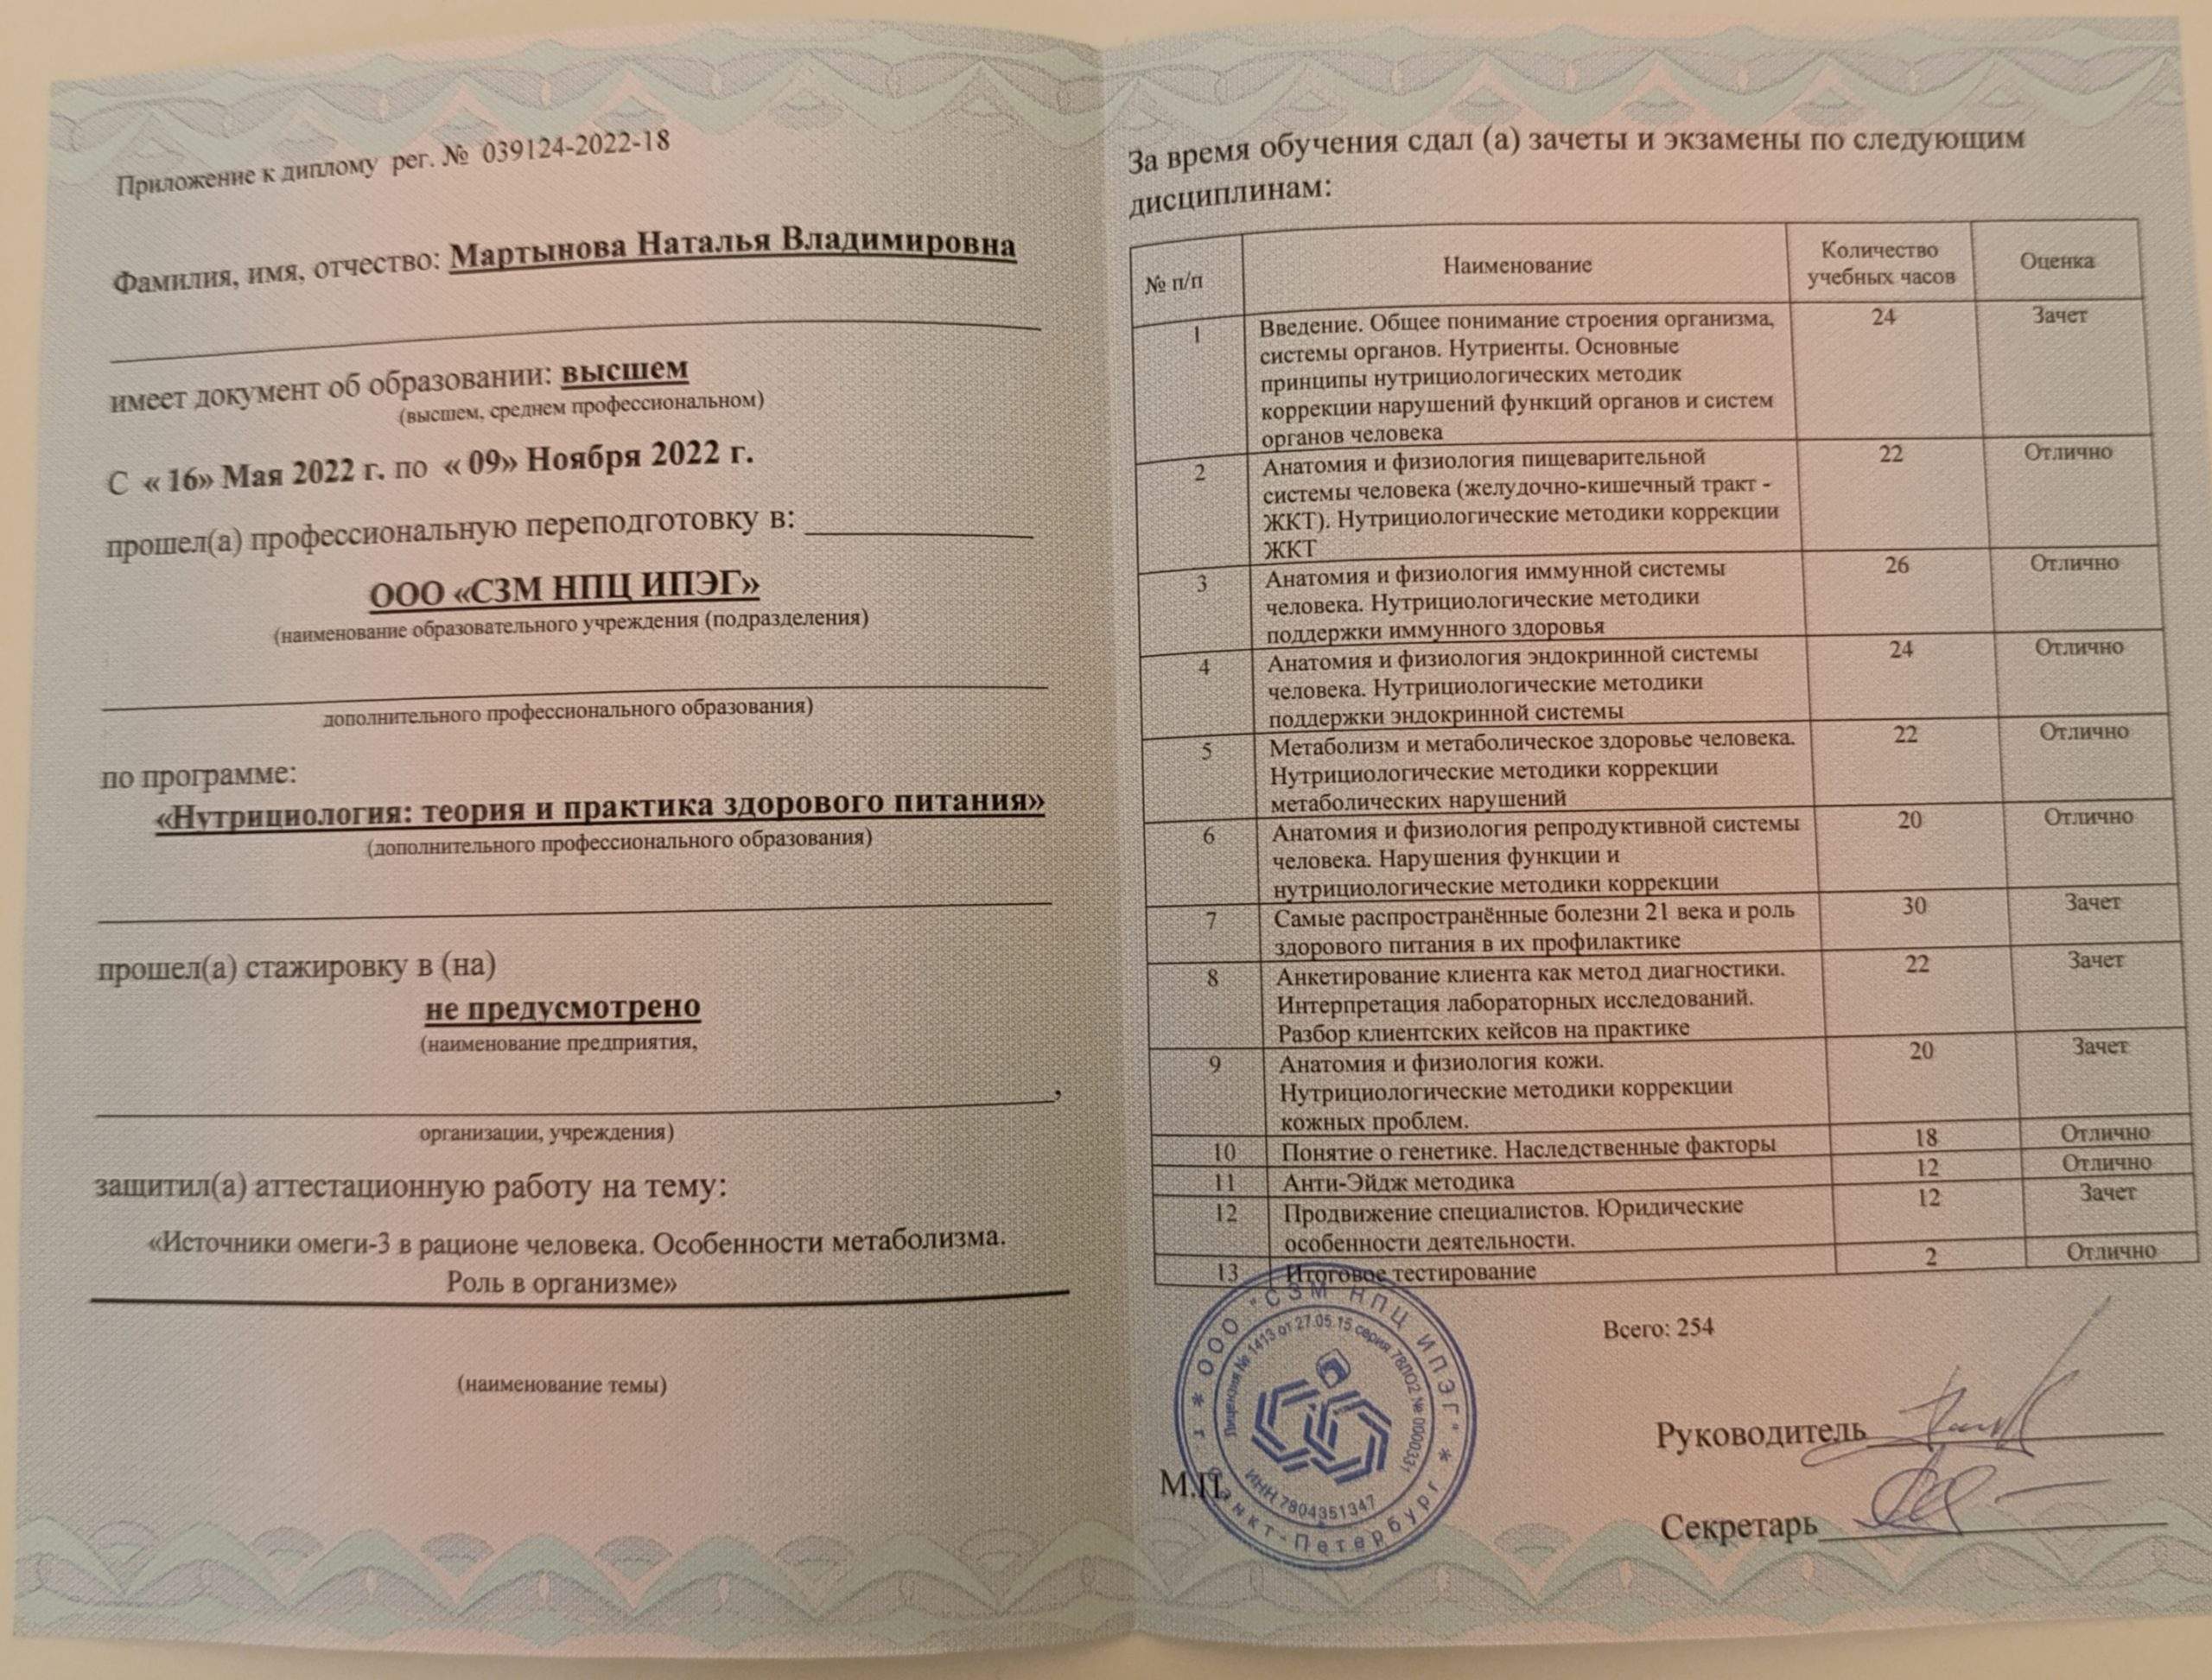 Приложение к диплому рег. № 039124-2022-18
Фамилия, имя, отчество: Мартынова Наталья Владимировна
имеет документ об образовании: высшем
(высшем, среднем профессиональном)
С « 16» Мая 2022 г. по « 09» Ноября 2022 г.
прошел(а) профессиональную переподготовку в:
ООО «СЗМ НПЦ ИПЭГ»
(наименование образовательного учреждения (подразделения)
дополнительного профессионального образования)
по программе:
«Нутрициология: теория и практика здорового питания»
(дополнительного профессионального образования)
прошел(а) стажировку в (на)
не предусмотрено
(наименование предприятия,
,
организации, учреждения)
защитил(а) аттестационную работу на тему:
«Источники омеги-3 в рационе человека. Особенности метаболизма.
Роль в организме»
(наименование темы)
За время обучения сдал (а) зачеты и экзамены по следующим
дисциплинам:
№ п/п Наименование Количество учебных часов Оценка
1 Введение. Общее понимание строения организма, 24 Зачет
системы органов. Нутриенты. Основные
принципы нутрициологических методик
коррекции нарушений функций органов и систем
органов человека
2 Анатомия и физиология пищеварительной 22 Отлично
системы человека (желудочно-кишечный тракт -
ЖКТ). Нутрициологические методики коррекции
ЖКТ
3 Анатомия и физиология иммунной системы 26 Отлично
человека. Нутрициологические методики
поддержки иммунного здоровья
4 Анатомия и физиология эндокринной системы 24 Отлично
человека. Нутрициологические методики
поддержки эндокринной системы
5 Метаболизм и метаболическое здоровье человека. 22 Отлично
Нутрициологические методики коррекции
метаболических нарушений
6 Анатомия и физиология репродуктивной системы 20 Отлично
человека. Нарушения функции и
нутрициологические методики коррекции
7 Самые распространённые болезни 21 века и роль 30 Зачет
здорового питания в их профилактике
8 Анкетирование клиента как метод диагностики. 22 Зачет
Интерпретация лабораторных исследований.
Разбор клиентских кейсов на практике
9 Анатомия и физиология кожи. 20 Зачет
Нутрициологические методики коррекции
кожных проблем.
10 Понятие о генетике. Наследственные факторы 18 Отлично
11 Анти-Эйдж методика 12 Отлично
12 Продвижение специалистов. Юридические 12 Зачет
особенности деятельности.
13 Итоговое тестирование 2 Отлично
Всего: 254
Руководитель
Секретарь
М.П.
* ООО "СЗМ НПЦ ИПЭГ" * г. Санкт-Петербург
Лицензия № 1413 от 27.05.15 серия 78ЛО2 № 0000331
ИНН 7804351347